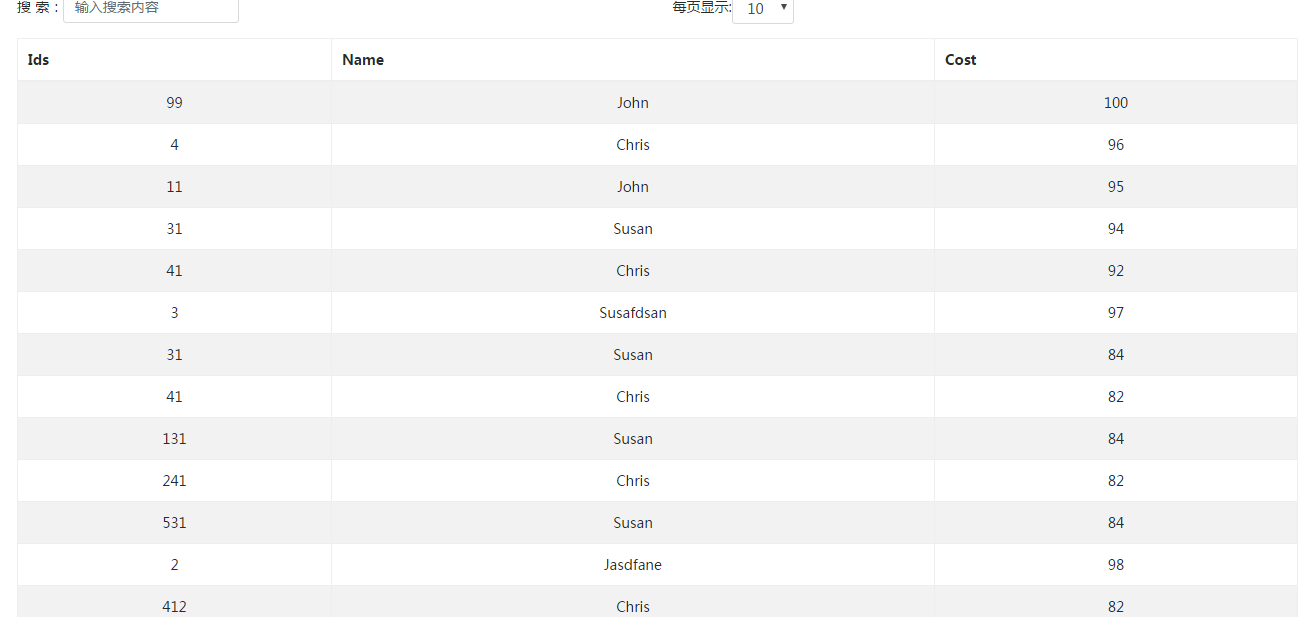 搜 索： 输入搜索内容 每页显示: 10
Ids Name Cost
99 John 100
4 Chris 96
11 John 95
31 Susan 94
41 Chris 92
3 Susafdsan 97
31 Susan 84
41 Chris 82
131 Susan 84
241 Chris 82
531 Susan 84
2 Jasdfane 98
412 Chris 82